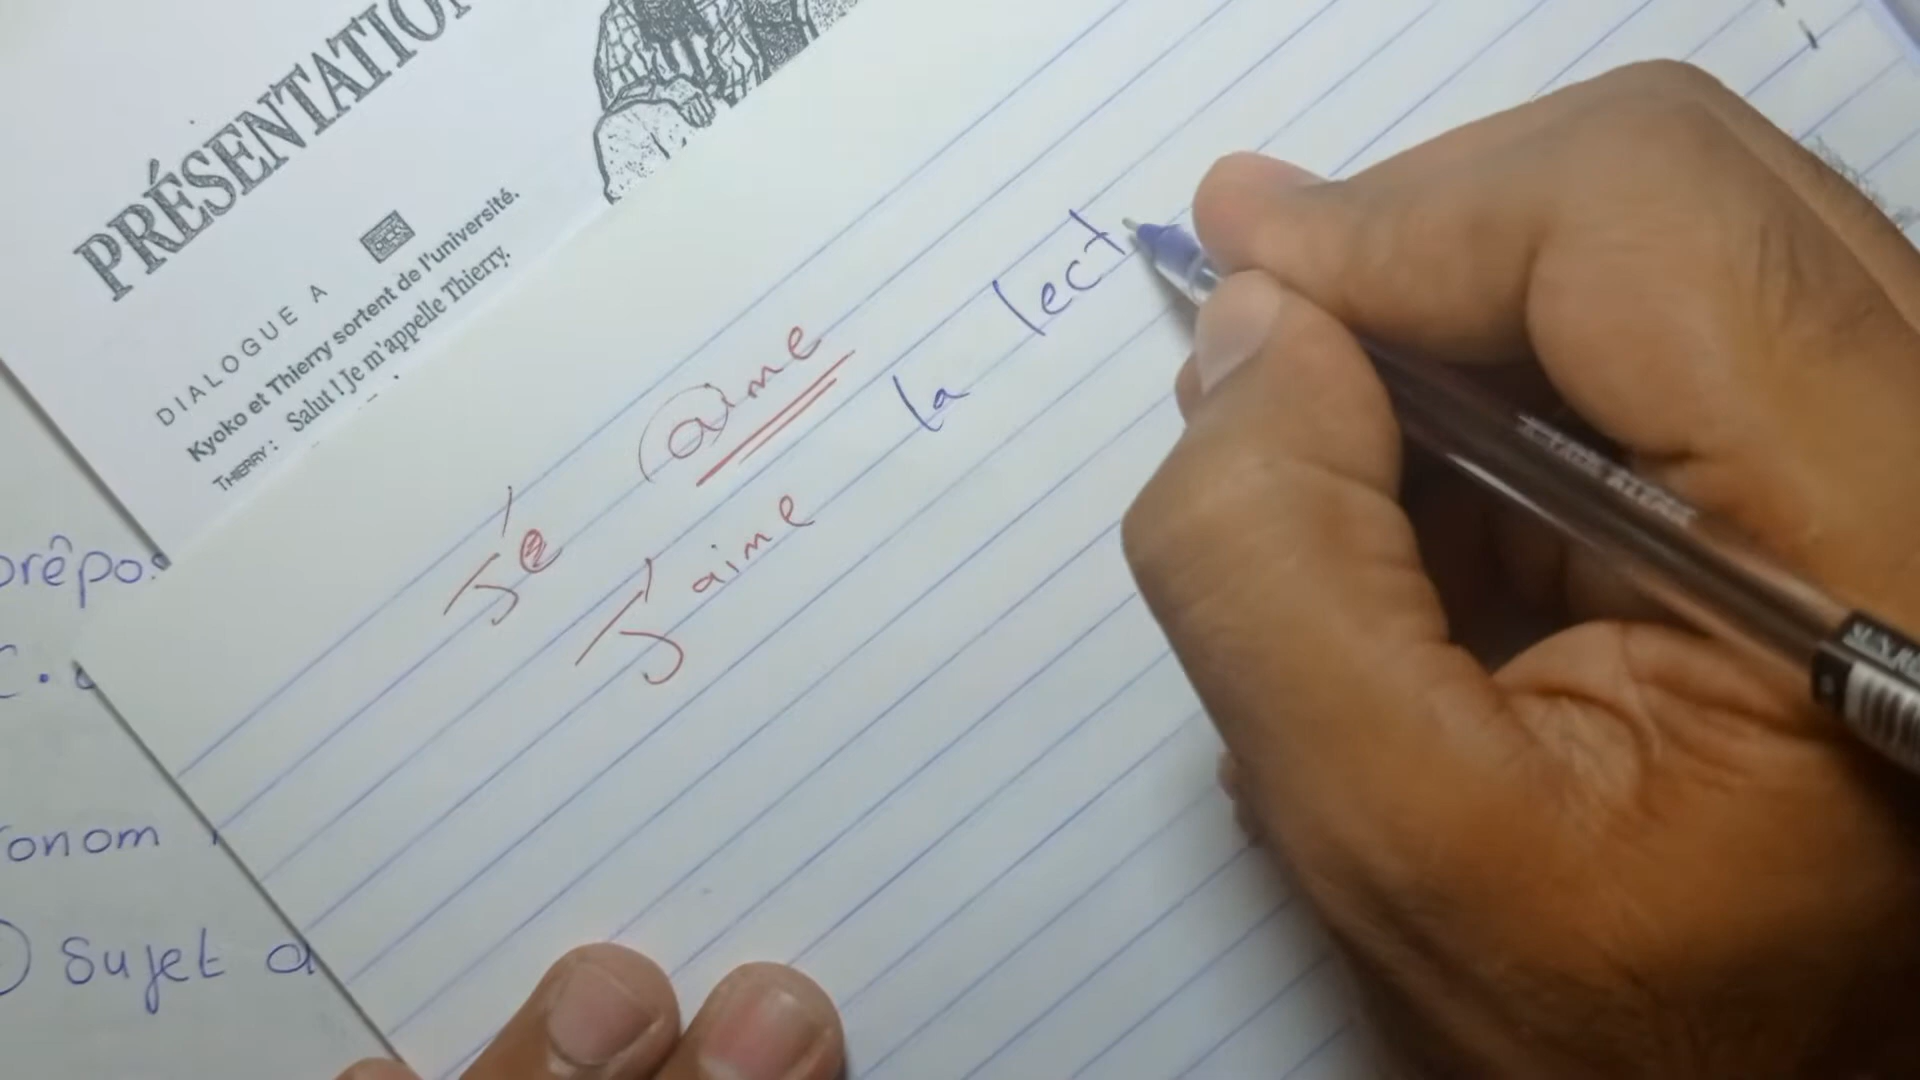 PRÉSENTATION
DIALOGUE A
Kyoko et Thierry sortent de l'université.
THIERRY: Salut ! Je m'appelle Thierry.
Je aime
J'aime la lect
prêpo
onom
Sujet a